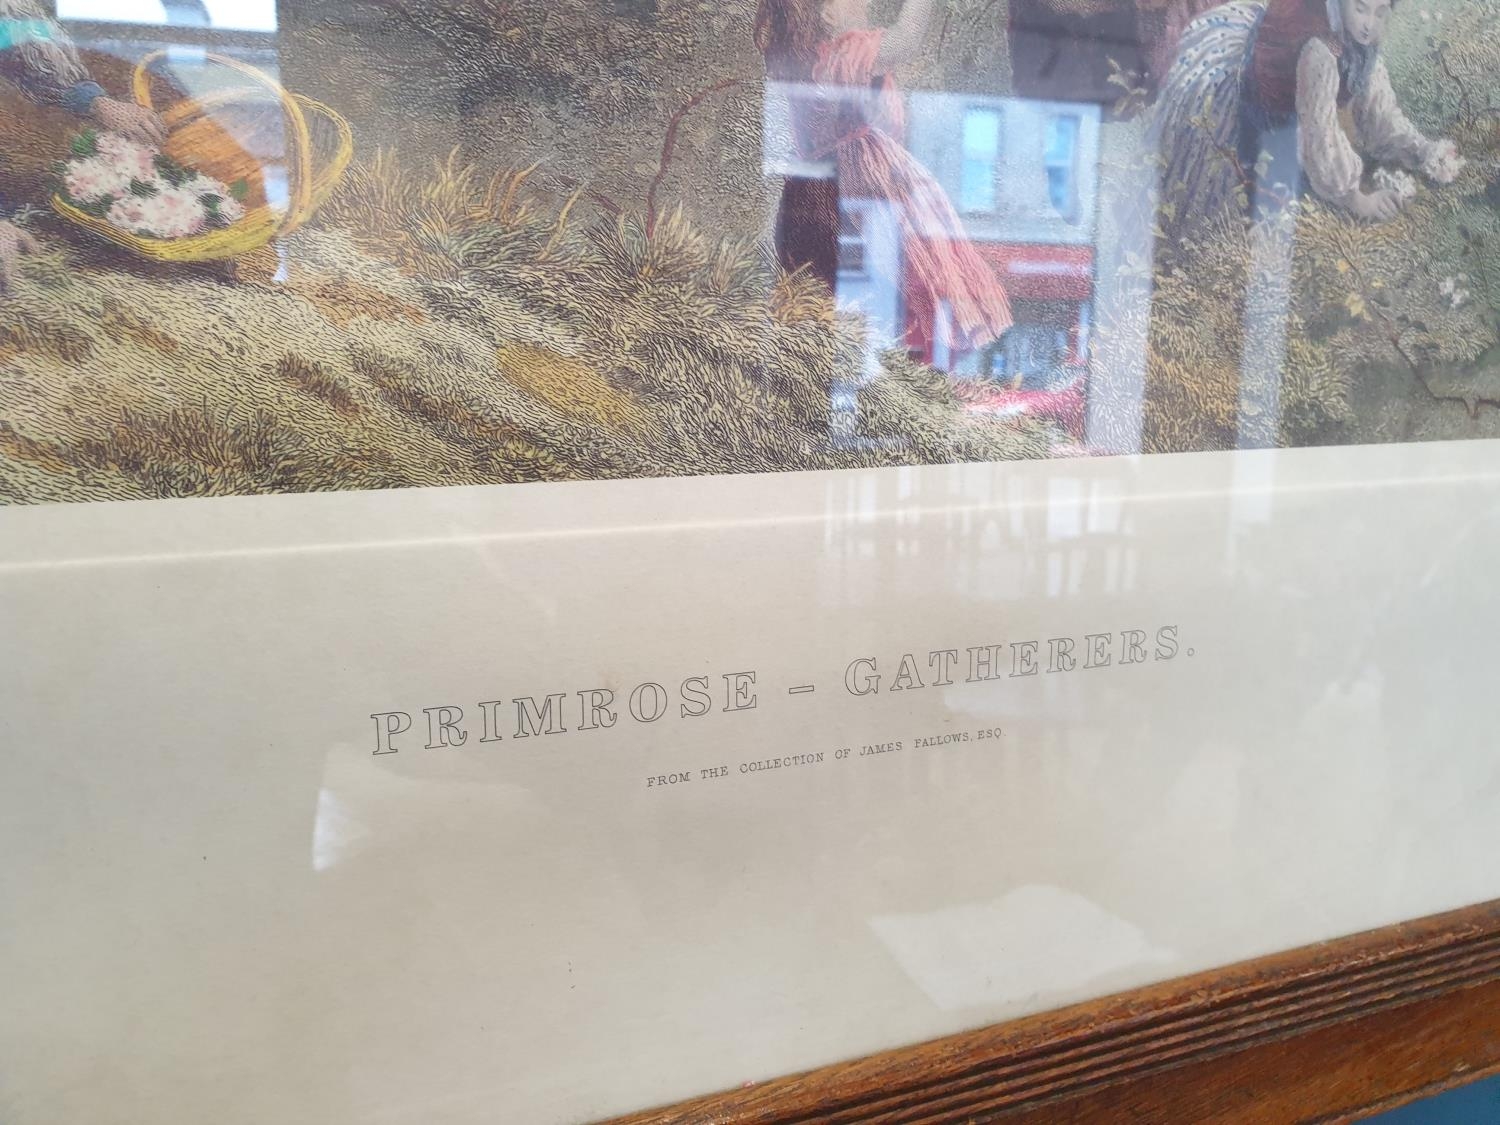 PRIMROSE – GATHERERS.
FROM THE COLLECTION OF JAMES FALLOWS, ESQ.